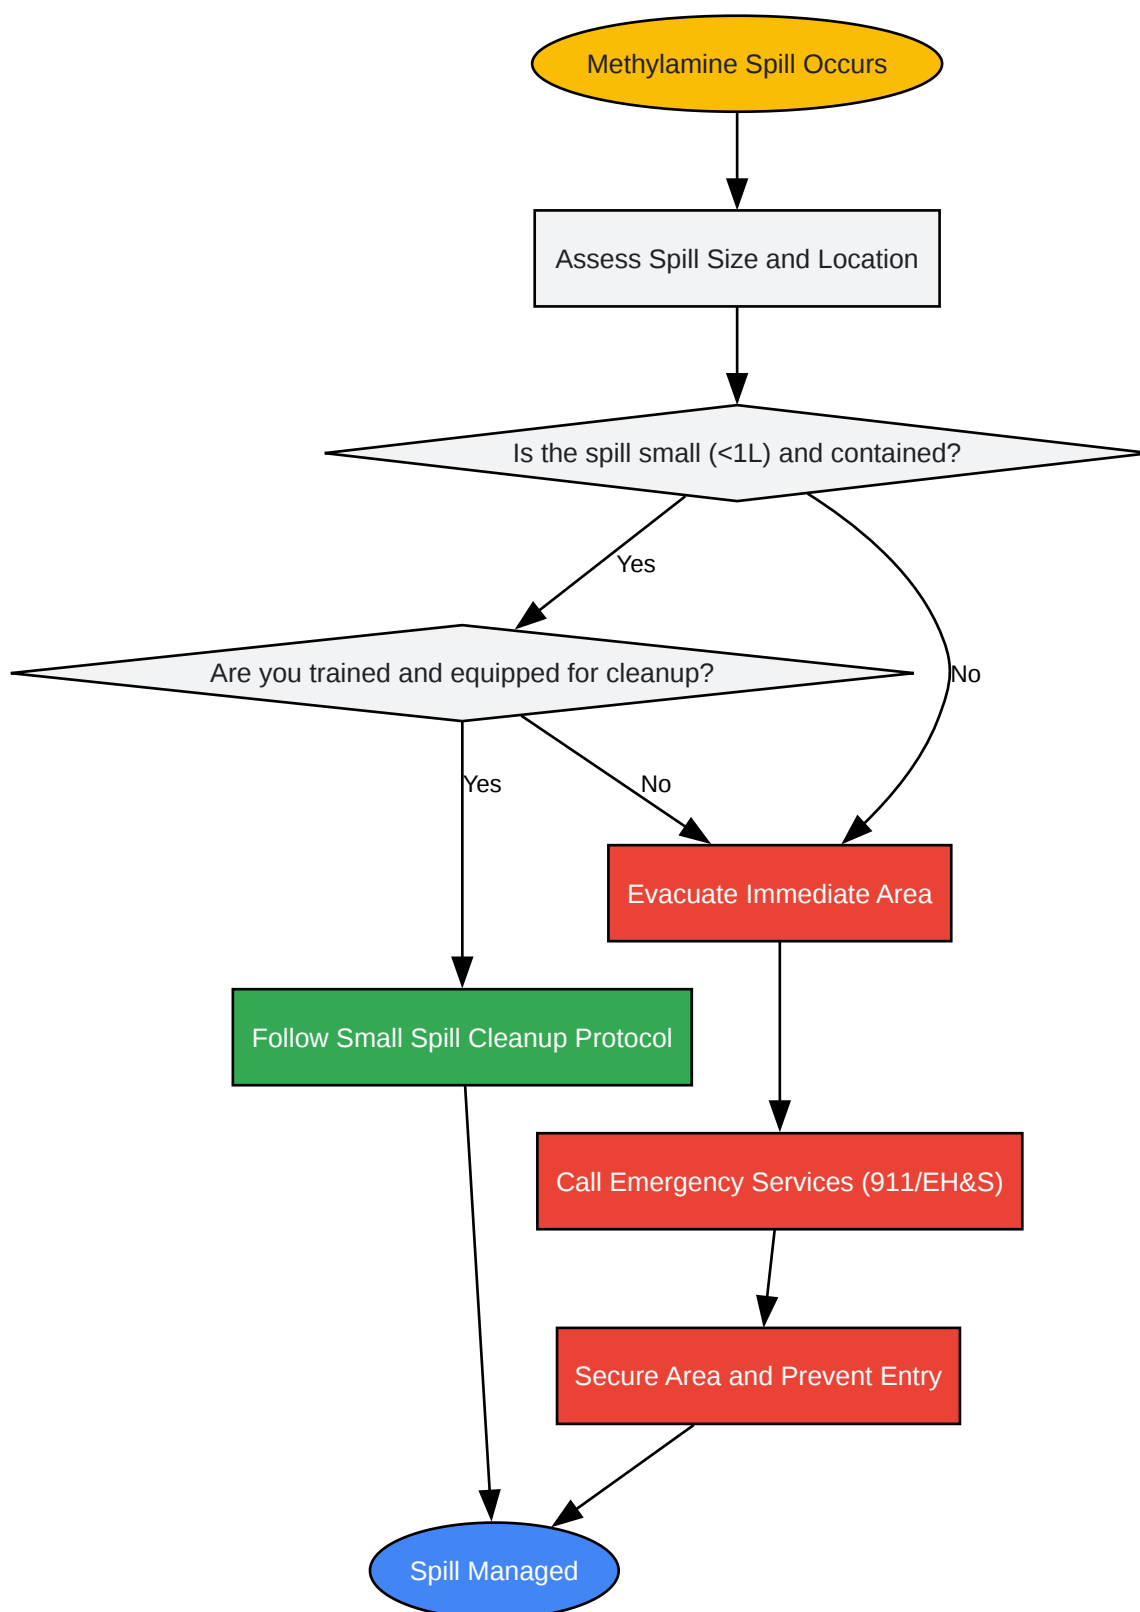 Methylamine Spill Occurs
Assess Spill Size and Location
Is the spill small (<1L) and contained?
Yes
Are you trained and equipped for cleanup?
No
Yes
No
Evacuate Immediate Area
Follow Small Spill Cleanup Protocol
Call Emergency Services (911/EH&S)
Secure Area and Prevent Entry
Spill Managed